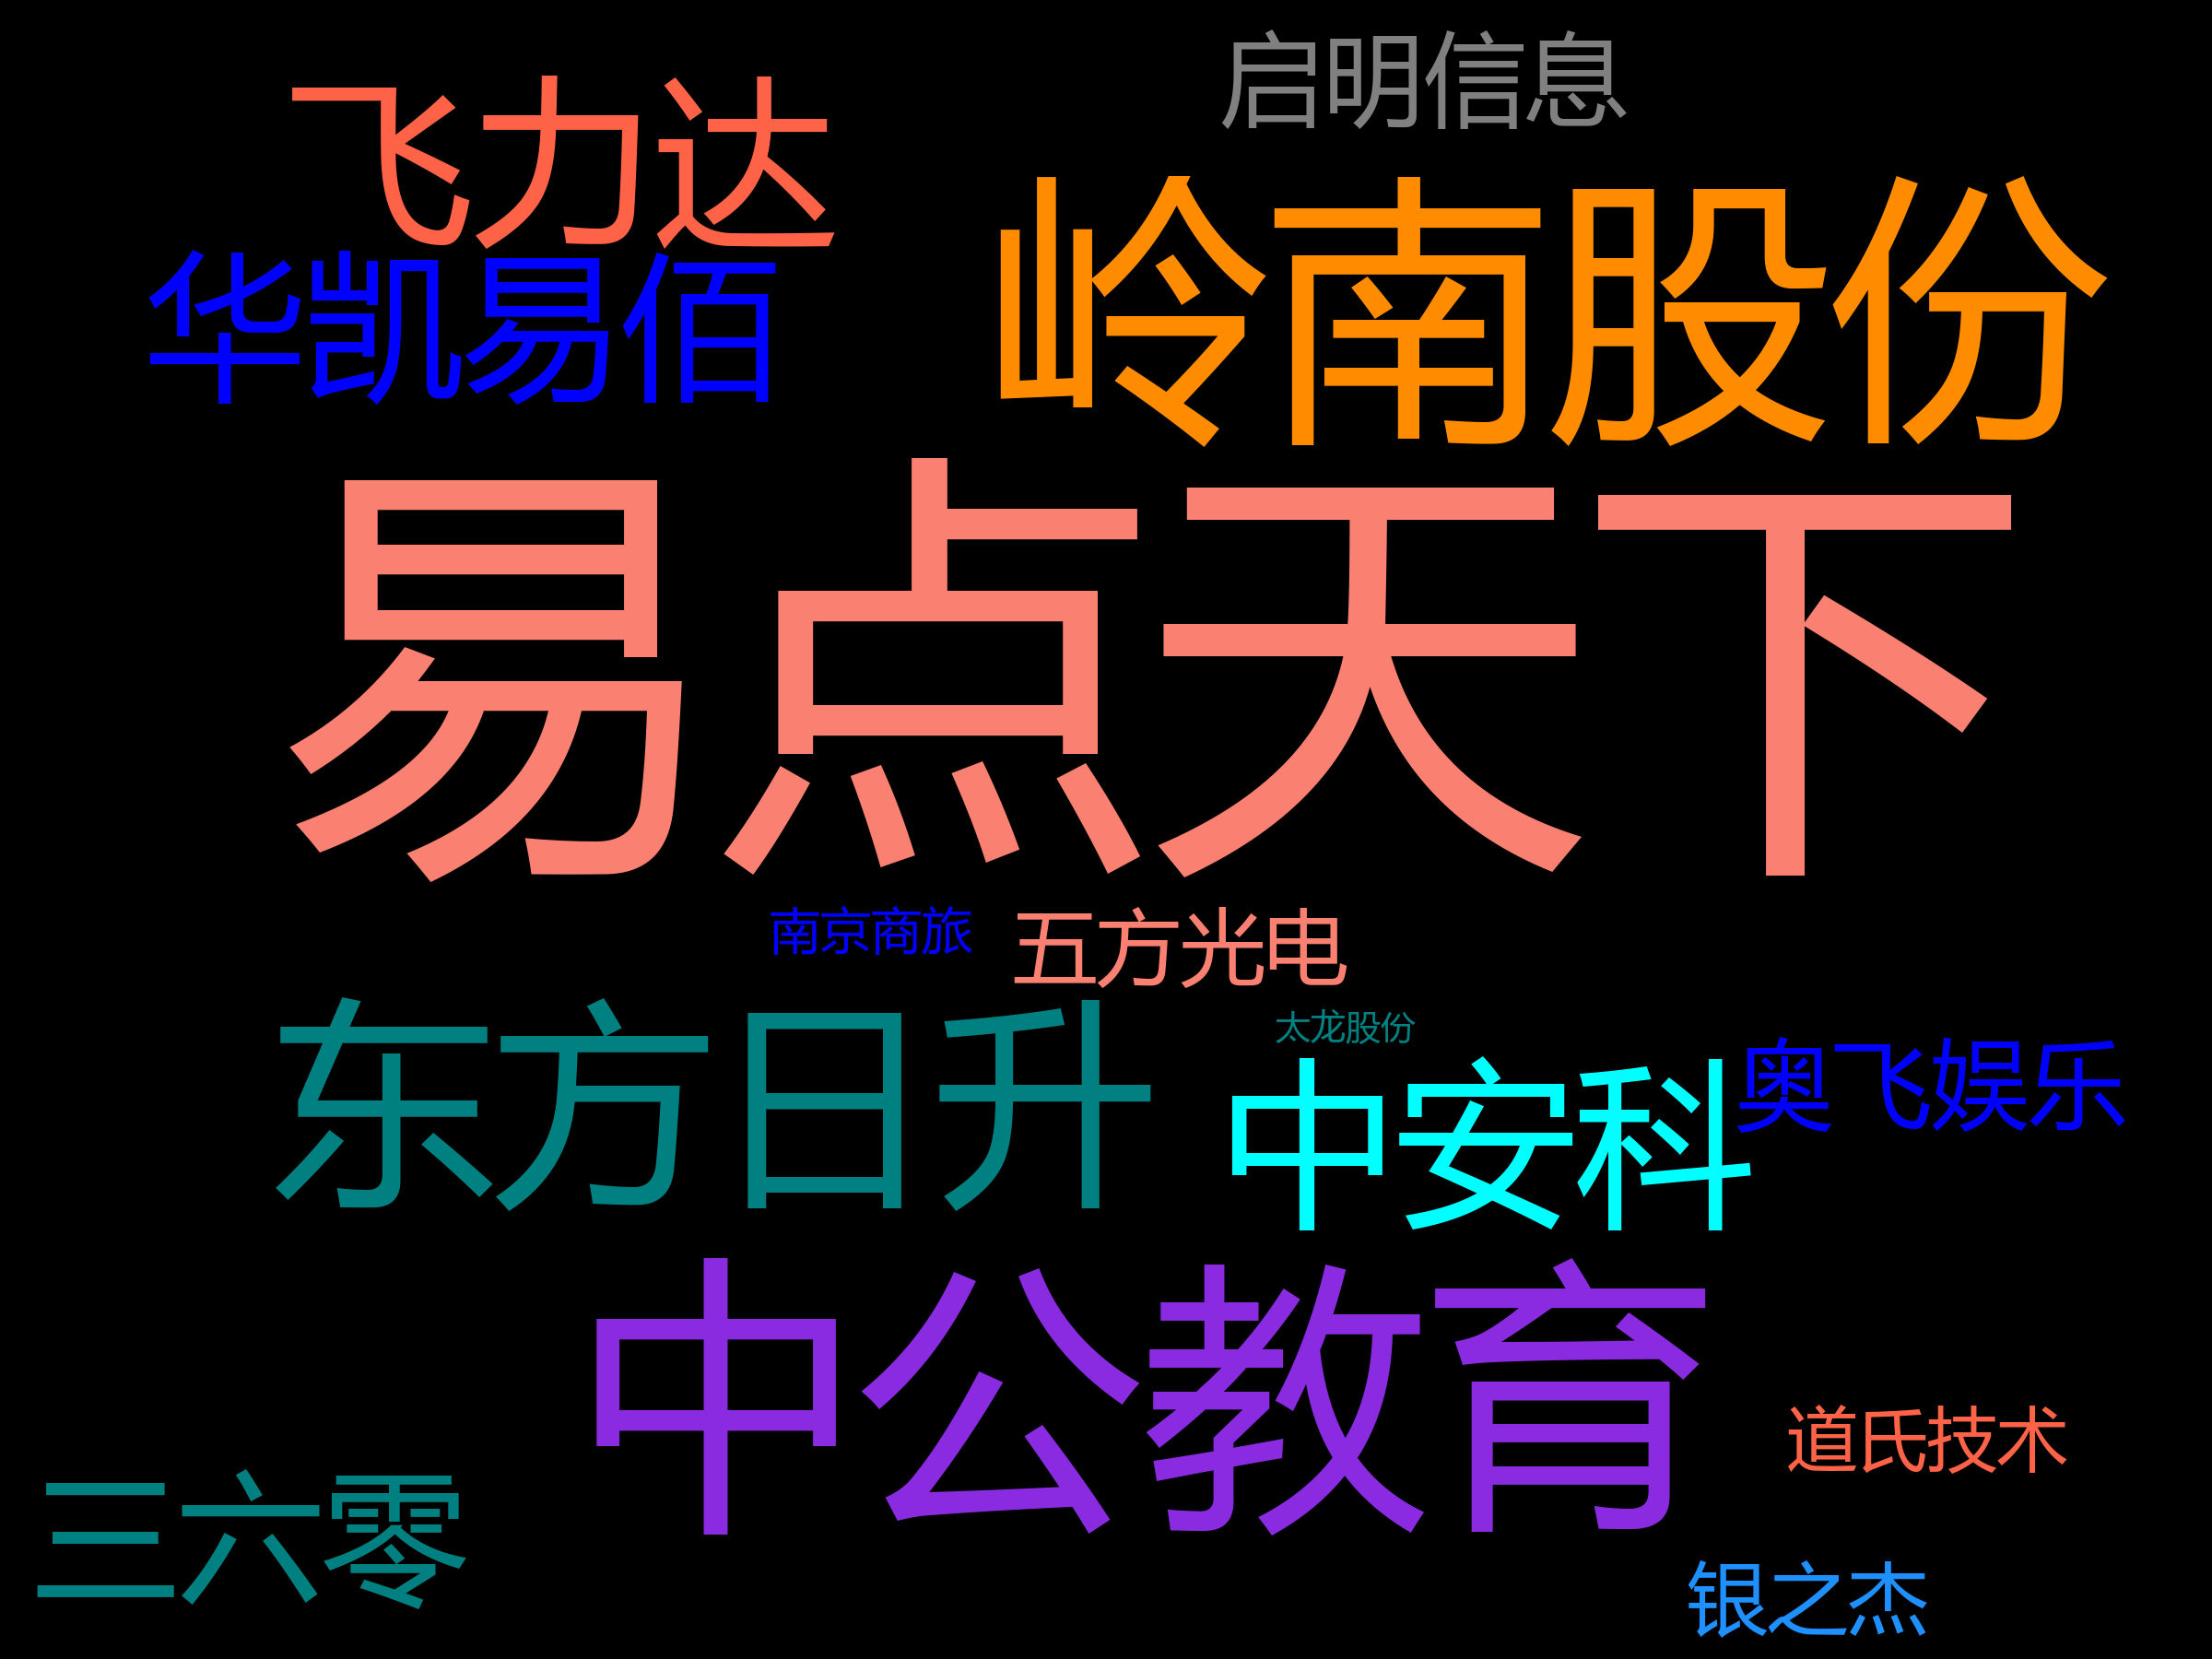 启明信息
飞力达
岭南股份
华凯易佰
易点天下
南京商旅
五方光电
东方日升
太龙股份
奥飞娱乐
中安科
中公教育
道氏技术
三六零
银之杰